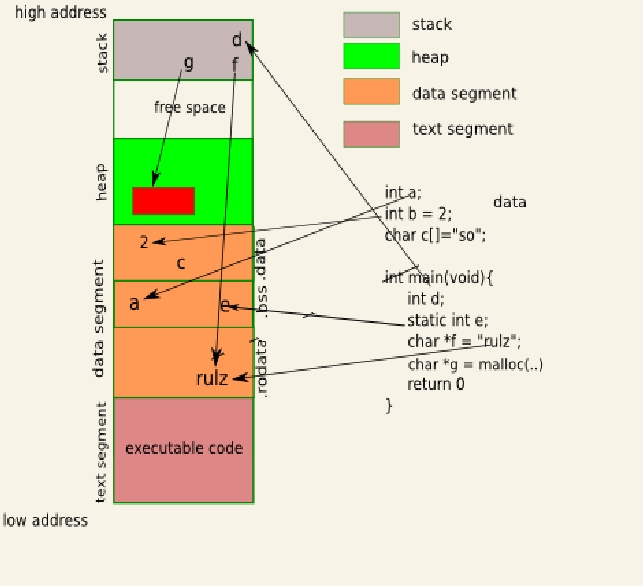 high address
stack
d
g
f
free space
heap
2
c
.data
a
e
.bss
data segment
rulz
.rodata
text segment
executable code
low address
stack
heap
data segment
text segment
int a;
data
int b = 2;
char c[]="so";
int main(void){
int d;
static int e;
char *f = "rulz";
char *g = malloc(..)
return 0
}